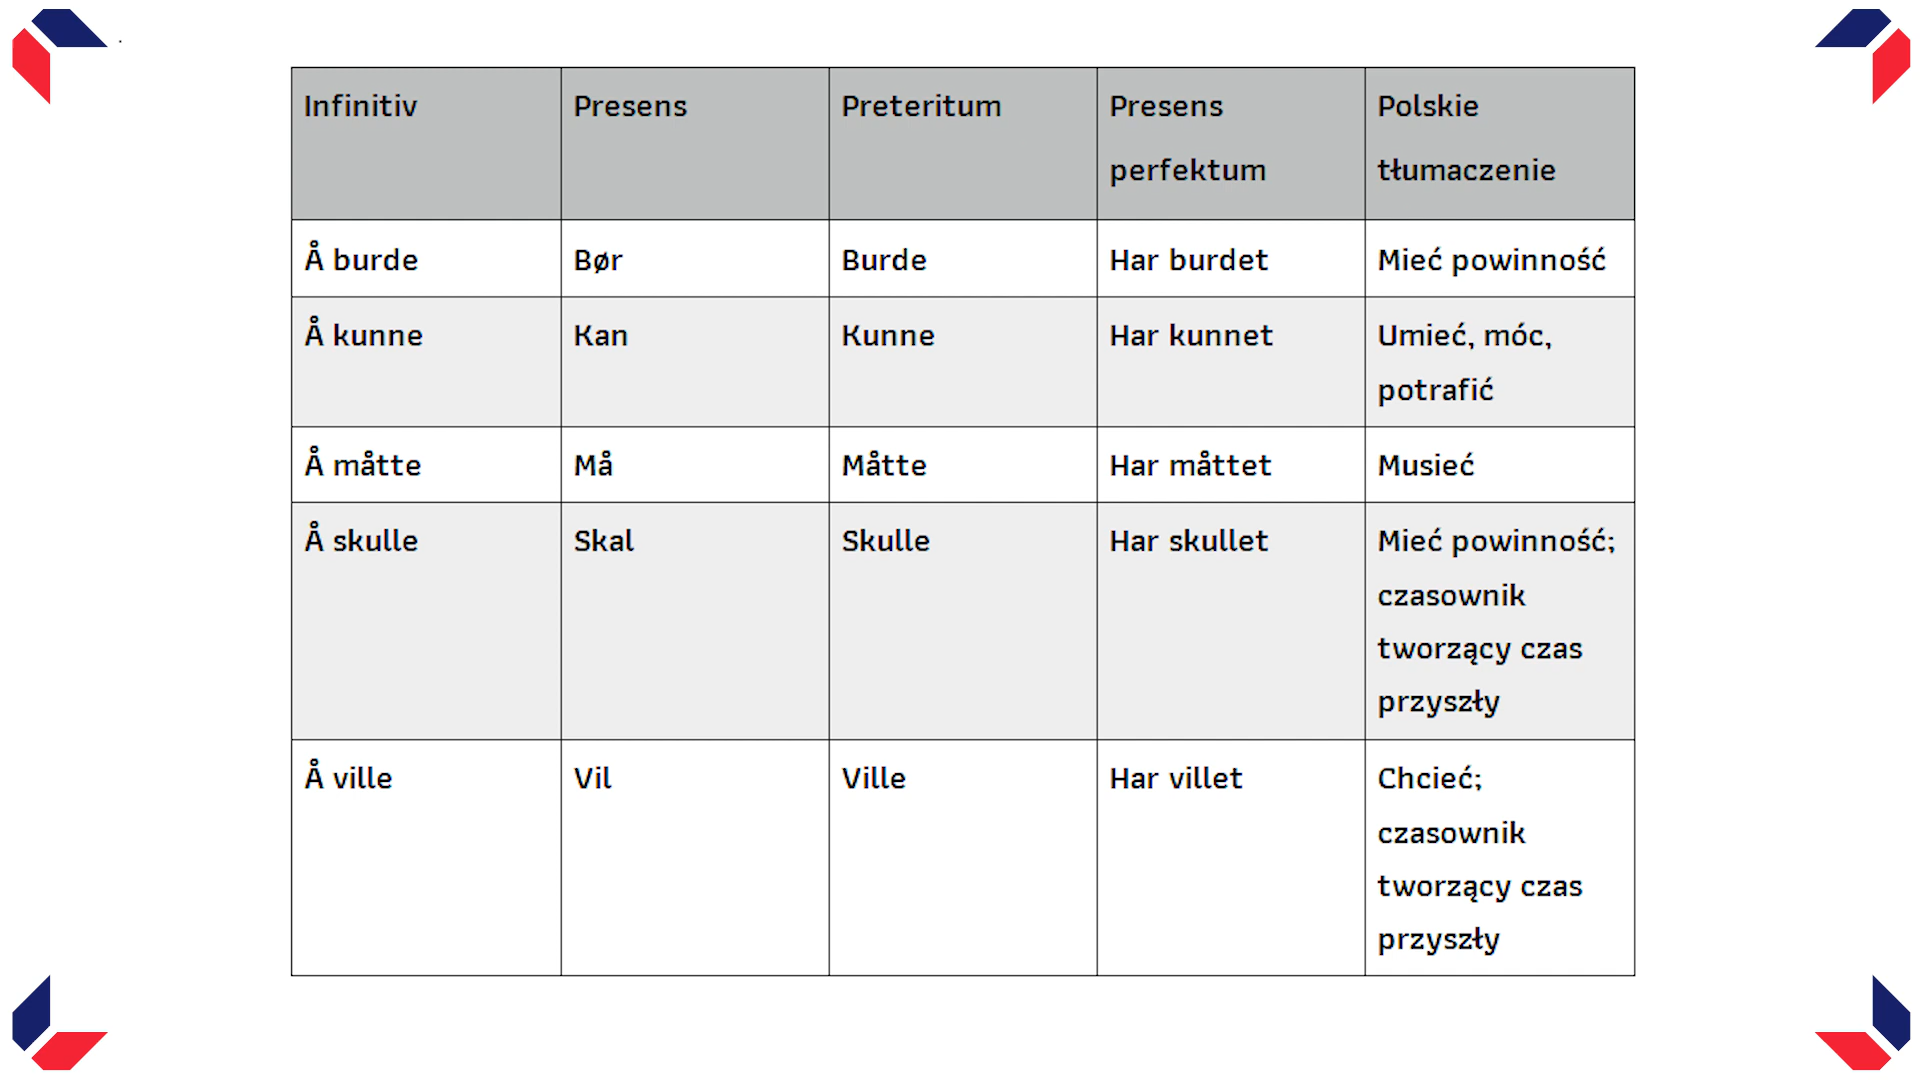 Infinitiv Presens Preteritum Presens perfektum Polskie tłumaczenie
Å burde Bør Burde Har burdet Mieć powinność
Å kunne Kan Kunne Har kunnet Umieć, móc, potrafić
Å måtte Må Måtte Har måttet Musieć
Å skulle Skal Skulle Har skullet Mieć powinność; czasownik tworzący czas przyszły
Å ville Vil Ville Har villet Chcieć; czasownik tworzący czas przyszły